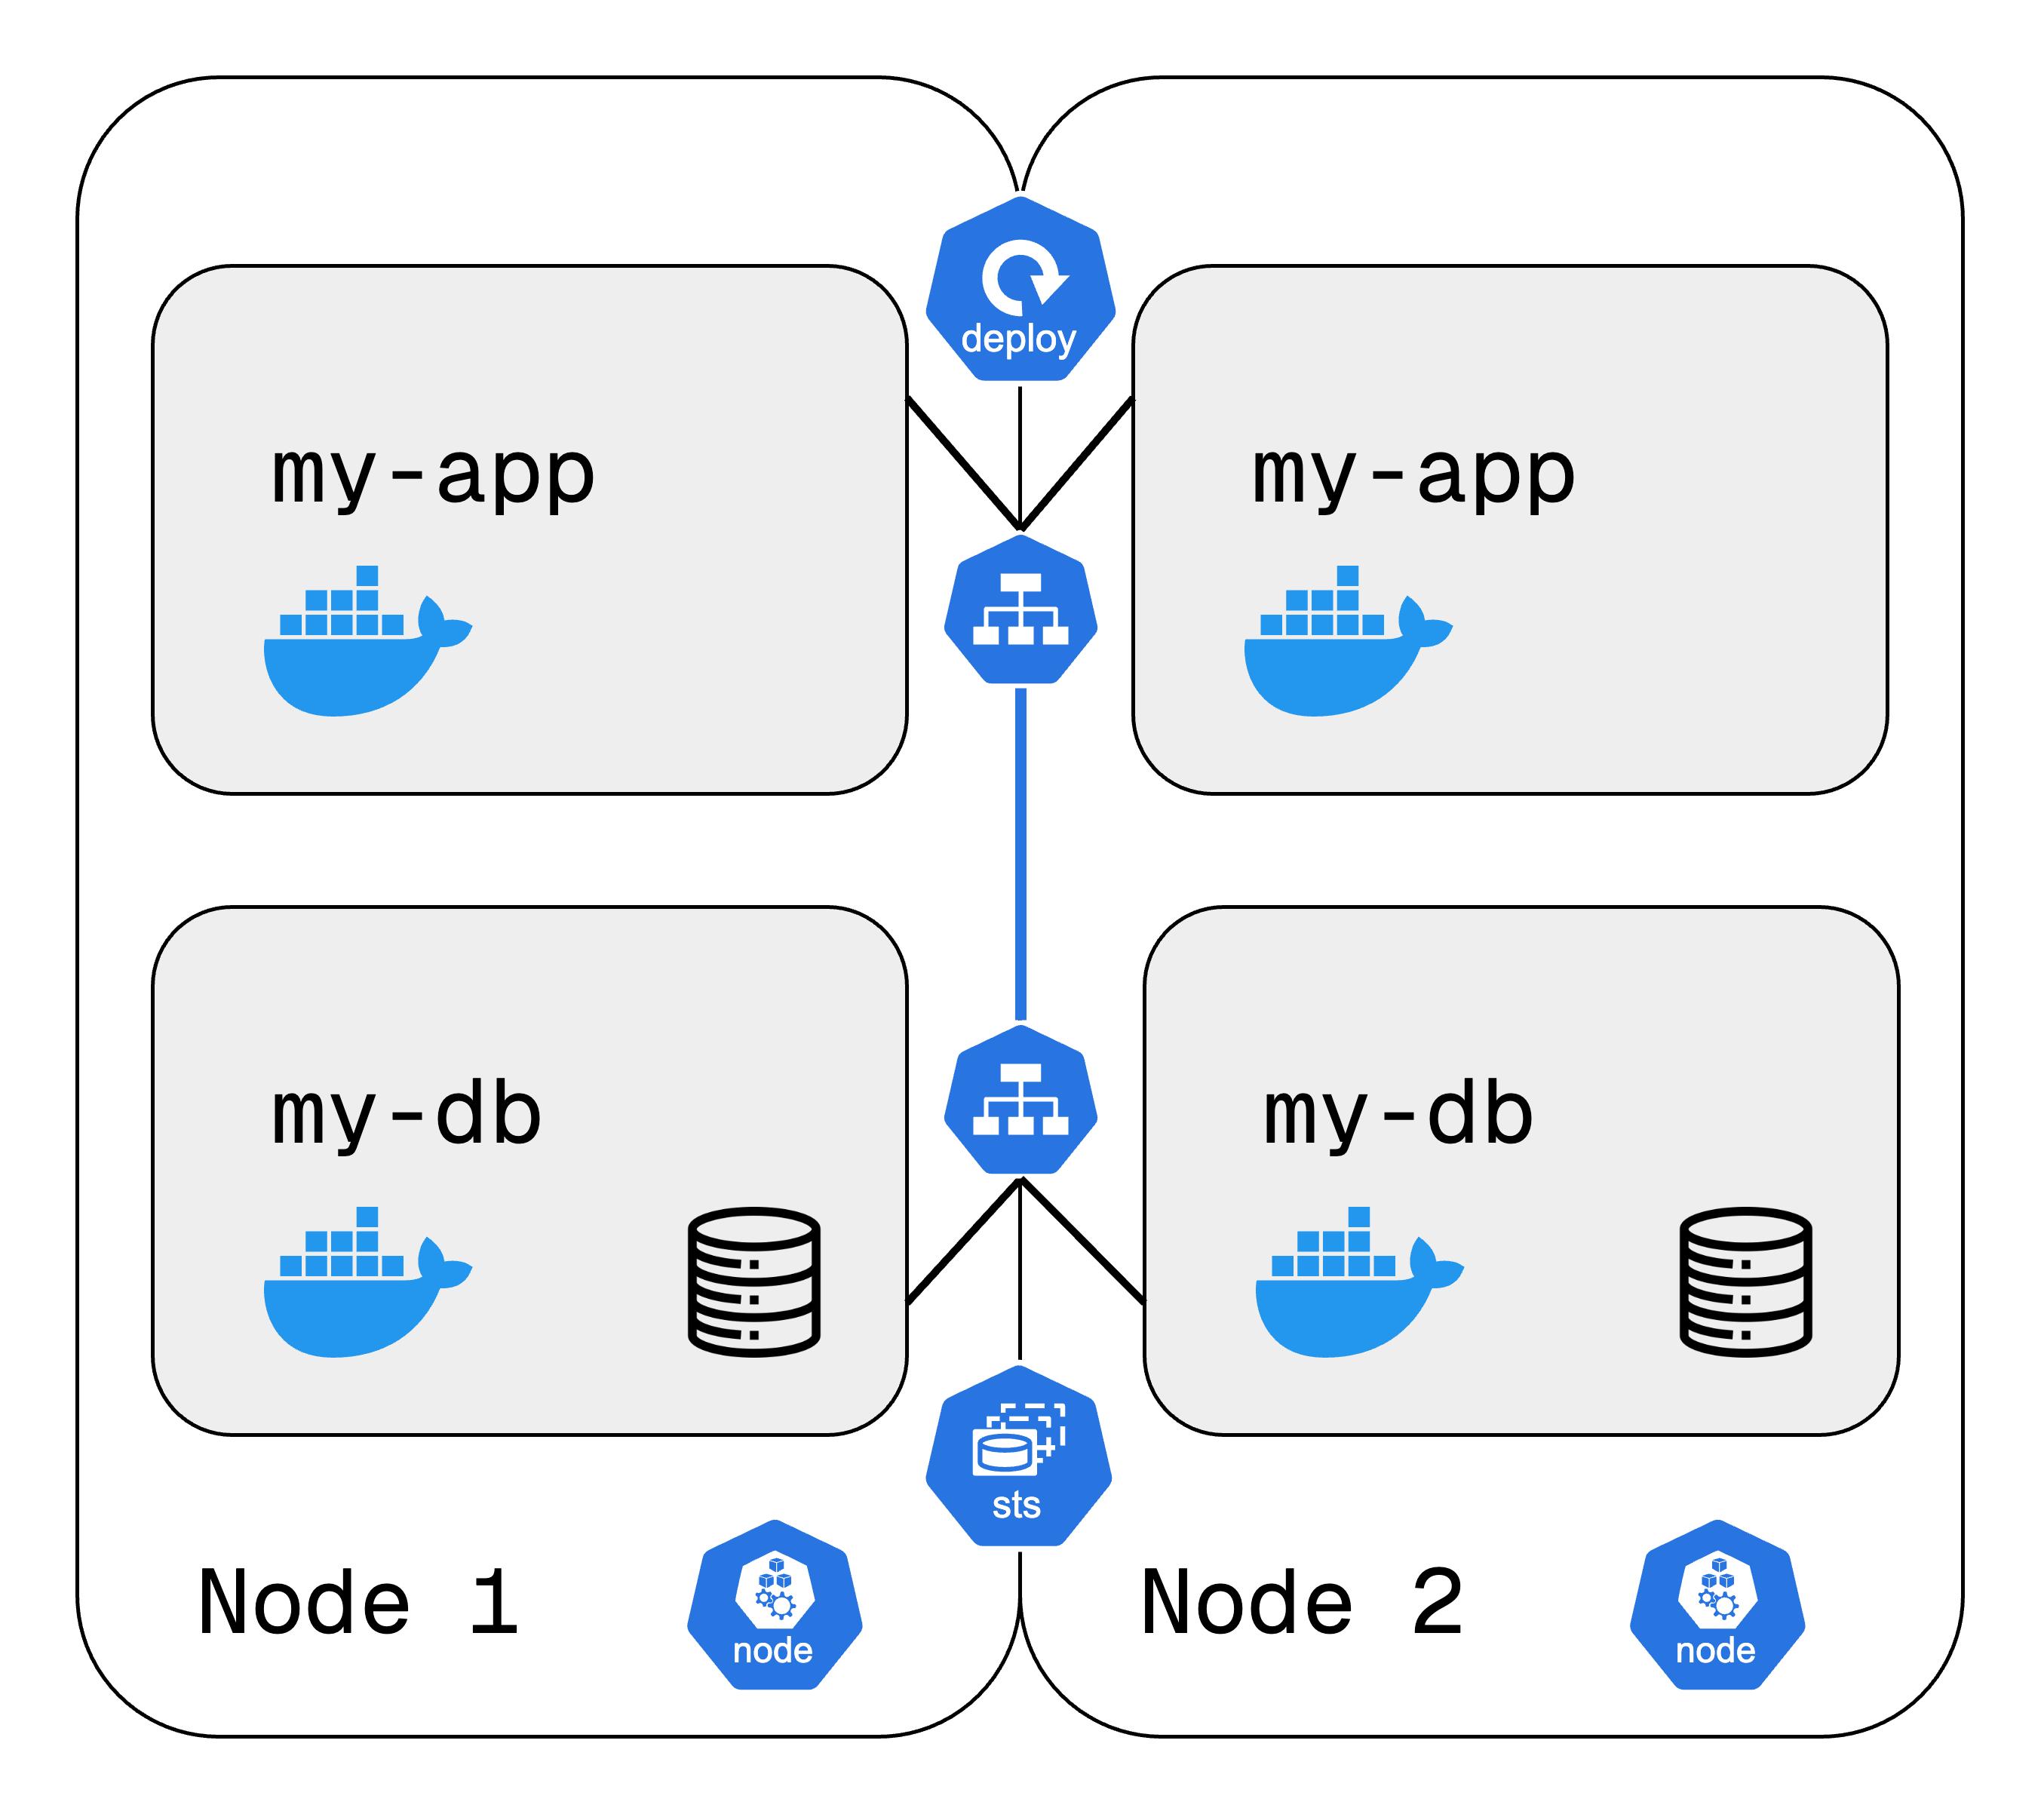 deploy
my-app
my-app
my-db
my-db
sts
Node 1
node
Node 2
node